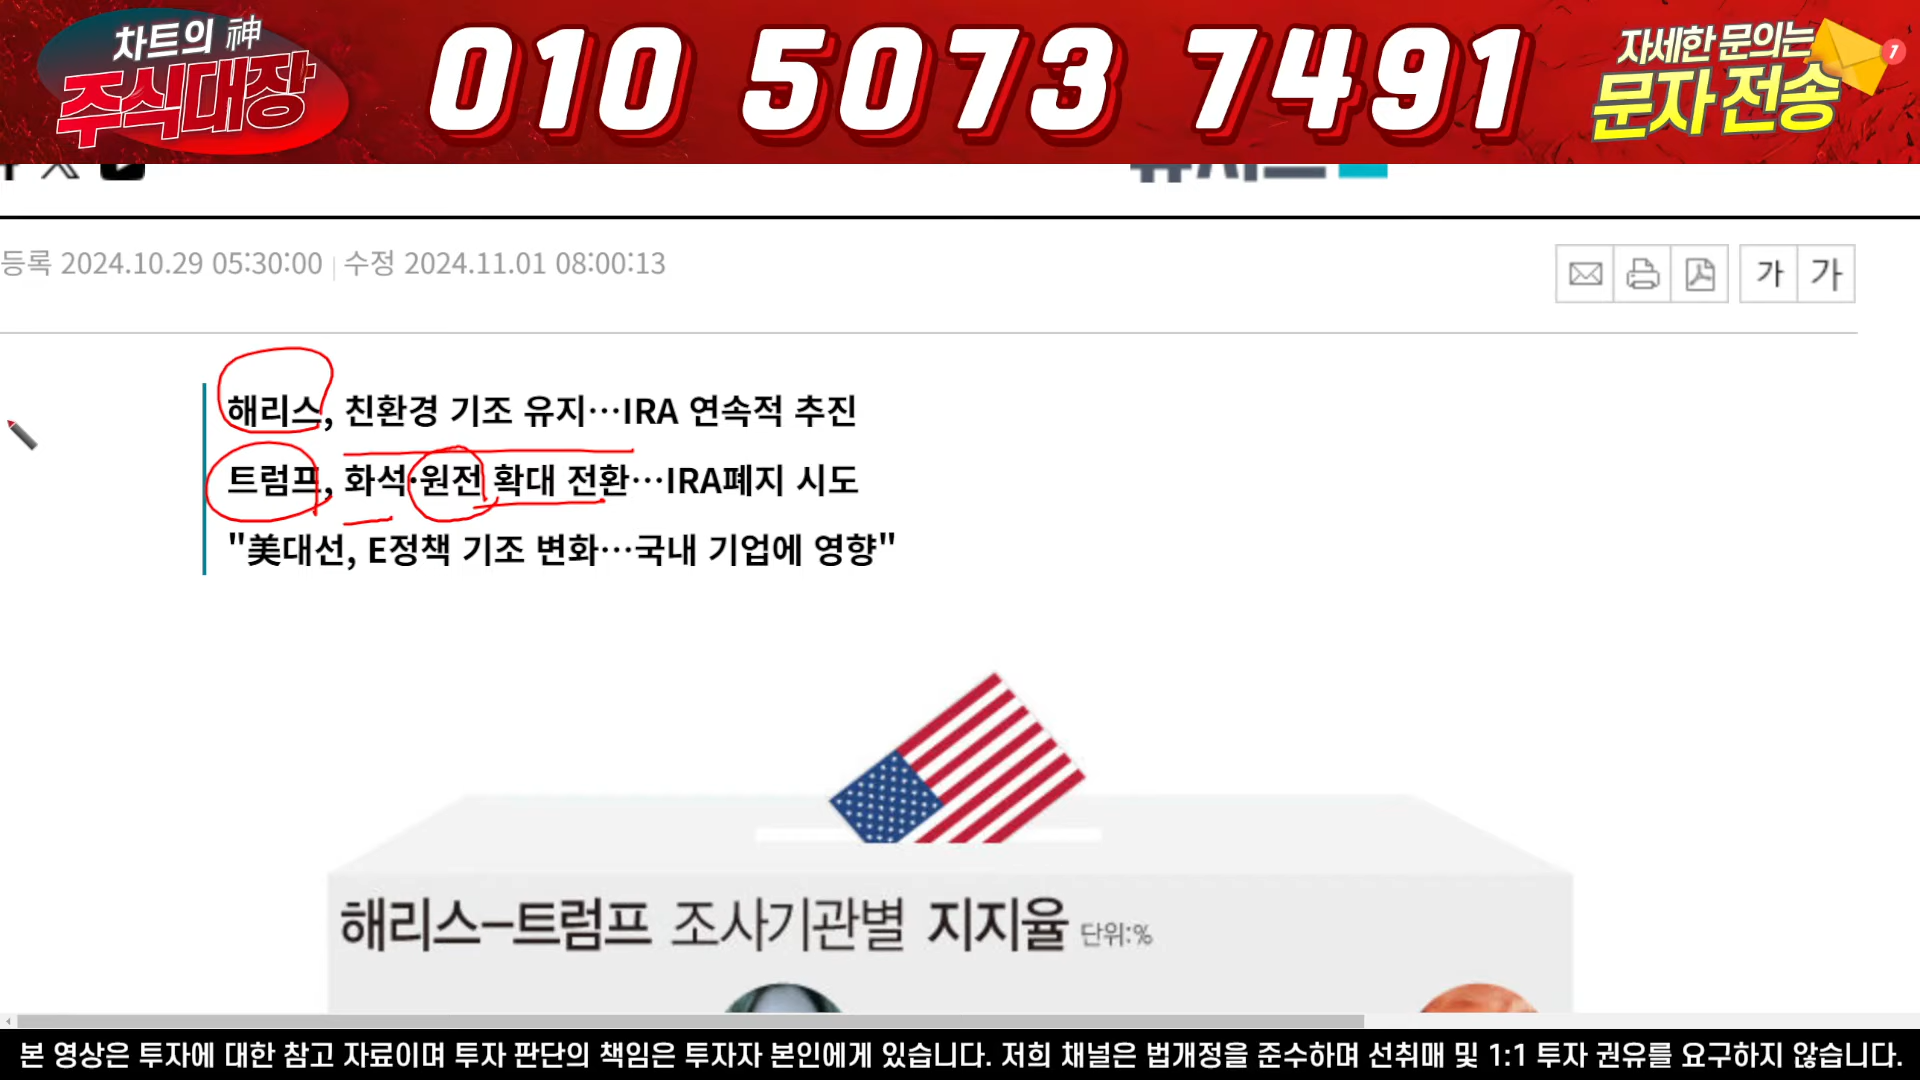 차트의 神
주식대장
010 5073 7491
자세한 문의는
문자 전송
1
등록 2024.10.29 05:30:00 | 수정 2024.11.01 08:00:13
가 가
해리스, 친환경 기조 유지…IRA 연속적 추진
트럼프, 화석·원전 확대 전환…IRA폐지 시도
"美대선, E정책 기조 변화…국내 기업에 영향"
해리스-트럼프 조사기관별 지지율 단위:%
본 영상은 투자에 대한 참고 자료이며 투자 판단의 책임은 투자자 본인에게 있습니다. 저희 채널은 법개정을 준수하며 선취매 및 1:1 투자 권유를 요구하지 않습니다.